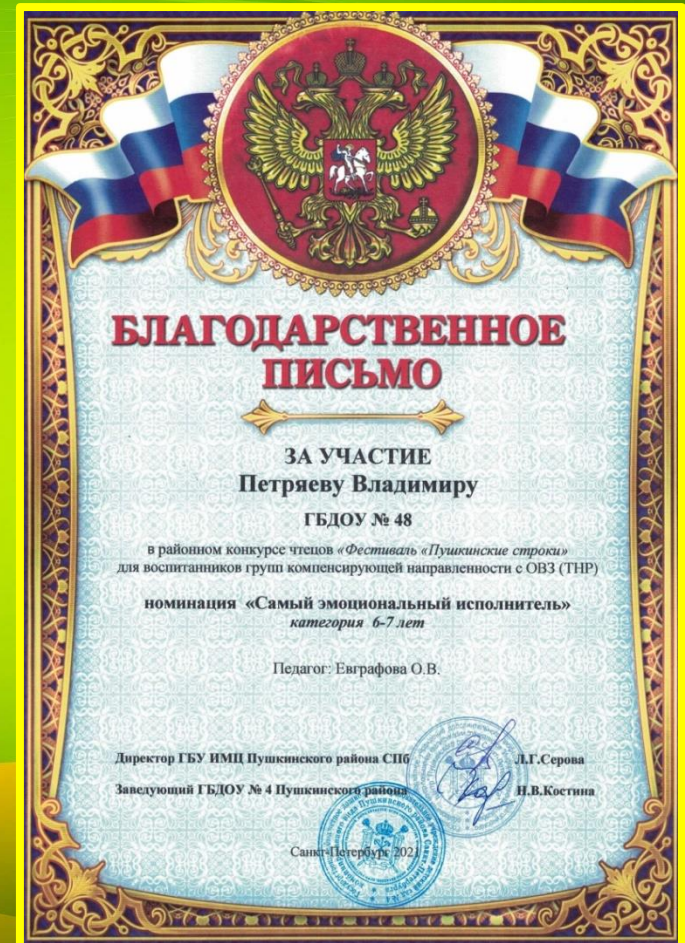 БЛАГОДАРСТВЕННОЕ
ПИСЬМО
ЗА УЧАСТИЕ
Петряеву Владимиру
ГБДОУ № 48
в районном конкурсе чтецов «Фестиваль «Пушкинские строки»
для воспитанников групп компенсирующей направленности с ОВЗ (ТНР)
номинация «Самый эмоциональный исполнитель»
категория 6-7 лет
Педагог: Евграфова О.В.
Директор ГБУ ИМЦ Пушкинского района СПб Л.Г.Серова
Заведующий ГБДОУ № 4 Пушкинского района Н.В.Костина
Санкт-Петербург 2021